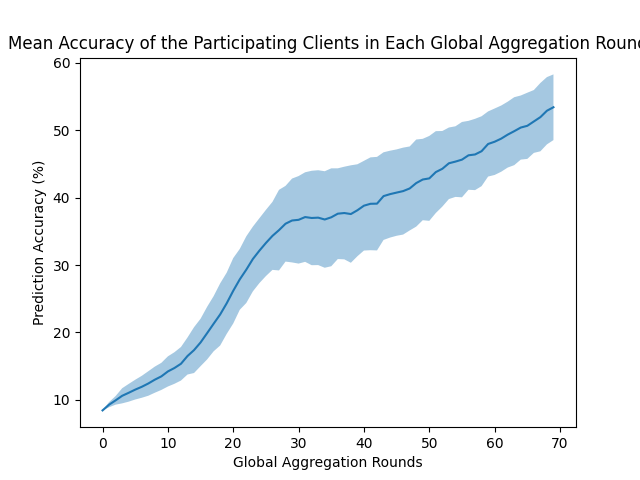 Mean Accuracy of the Participating Clients in Each Global Aggregation Roun
60
50
40
30
20
10
Prediction Accuracy (%)
0 10 20 30 40 50 60 70
Global Aggregation Rounds